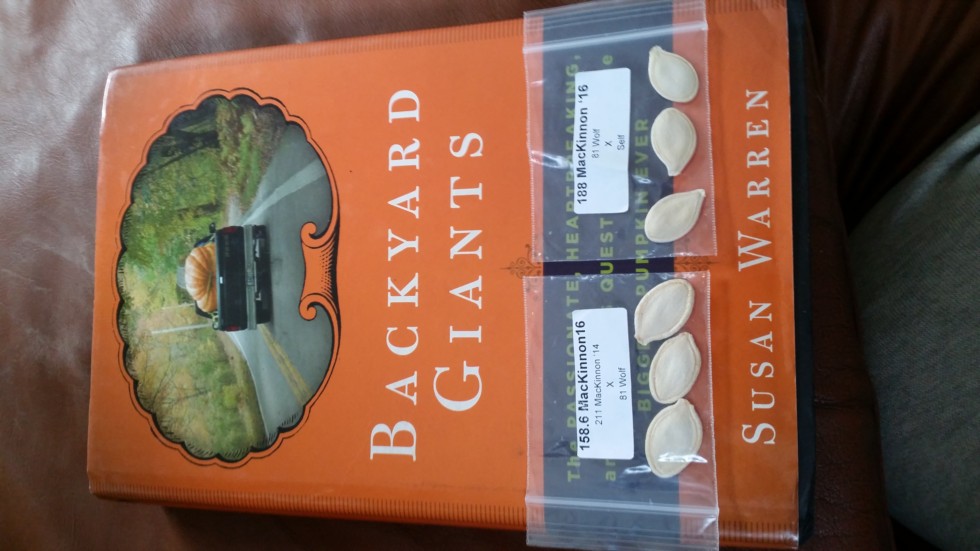 BACKYARD
GIANTS
The PASSIONATE, HEARTBREAKING,
QUEST
PUMPKIN EVER
158.6 MacKinnon16
211 MacKinnon '14
X
81 Wolf
188 MacKinnon '16
81 Wolf
X
Self
SUSAN WARREN